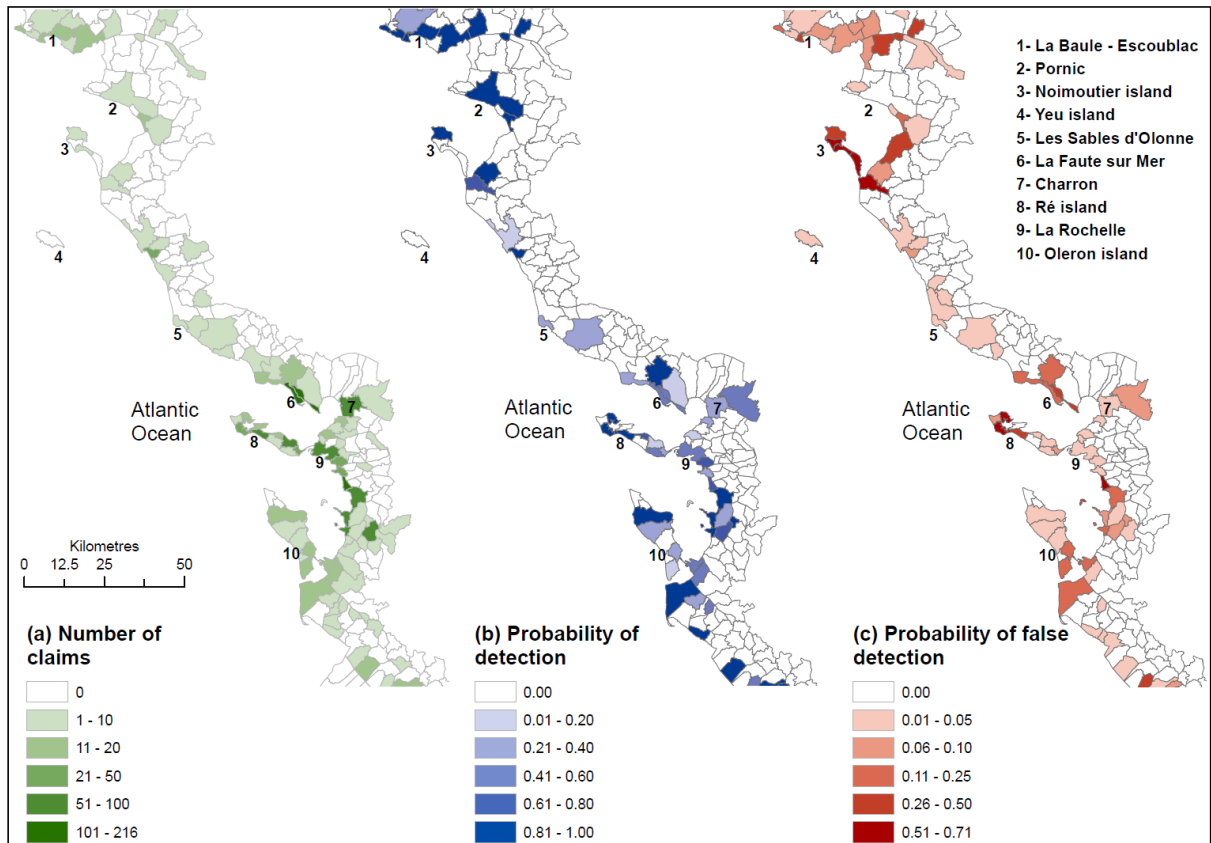 1- La Baule - Escoublac
2- Pornic
3- Noimoutier island
4- Yeu island
5- Les Sables d'Olonne
6- La Faute sur Mer
7- Charron
8- Ré island
9- La Rochelle
10- Oleron island
1
2
3
4
5
6
7
8
9
10
Atlantic
Ocean
Kilometres
0 12.5 25 50
(a) Number of
claims
0
1 - 10
11 - 20
21 - 50
51 - 100
101 - 216
1
2
3
4
5
6
7
8
9
10
Atlantic
Ocean
(b) Probability of
detection
0.00
0.01 - 0.20
0.21 - 0.40
0.41 - 0.60
0.61 - 0.80
0.81 - 1.00
1
2
3
4
5
6
7
8
9
10
Atlantic
Ocean
(c) Probability of false
detection
0.00
0.01 - 0.05
0.06 - 0.10
0.11 - 0.25
0.26 - 0.50
0.51 - 0.71